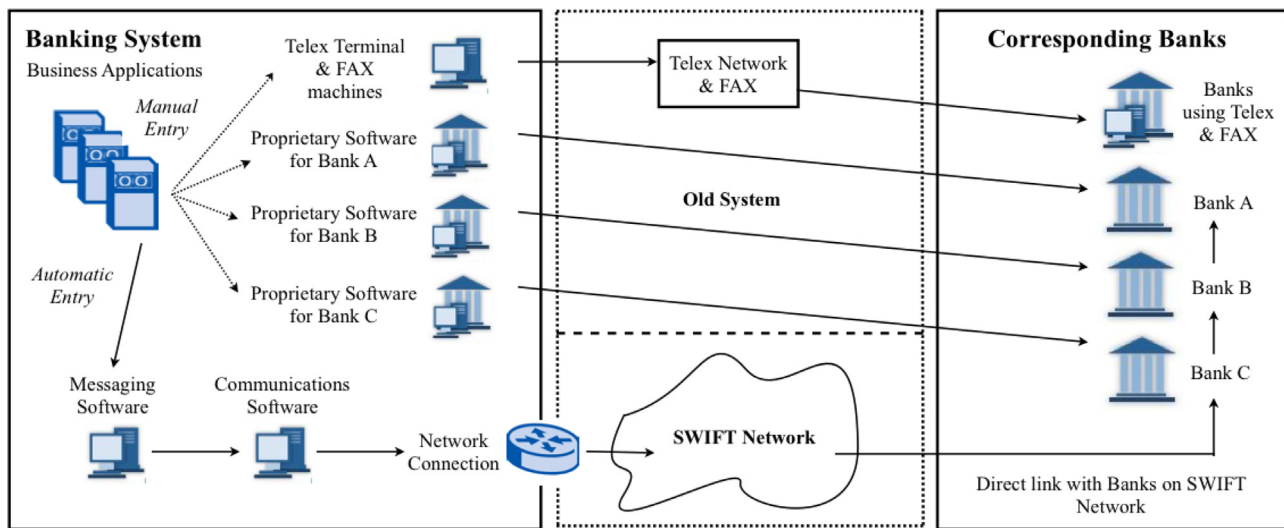 Banking System
Business Applications
Manual
Entry
Automatic
Entry
Telex Terminal
& FAX
machines
Proprietary Software
for Bank A
Proprietary Software
for Bank B
Proprietary Software
for Bank C
Messaging
Software
Communications
Software
Network
Connection
Telex Network
& FAX
Old System
SWIFT Network
Corresponding Banks
Banks
using Telex
& FAX
Bank A
Bank B
Bank C
Direct link with Banks on SWIFT
Network